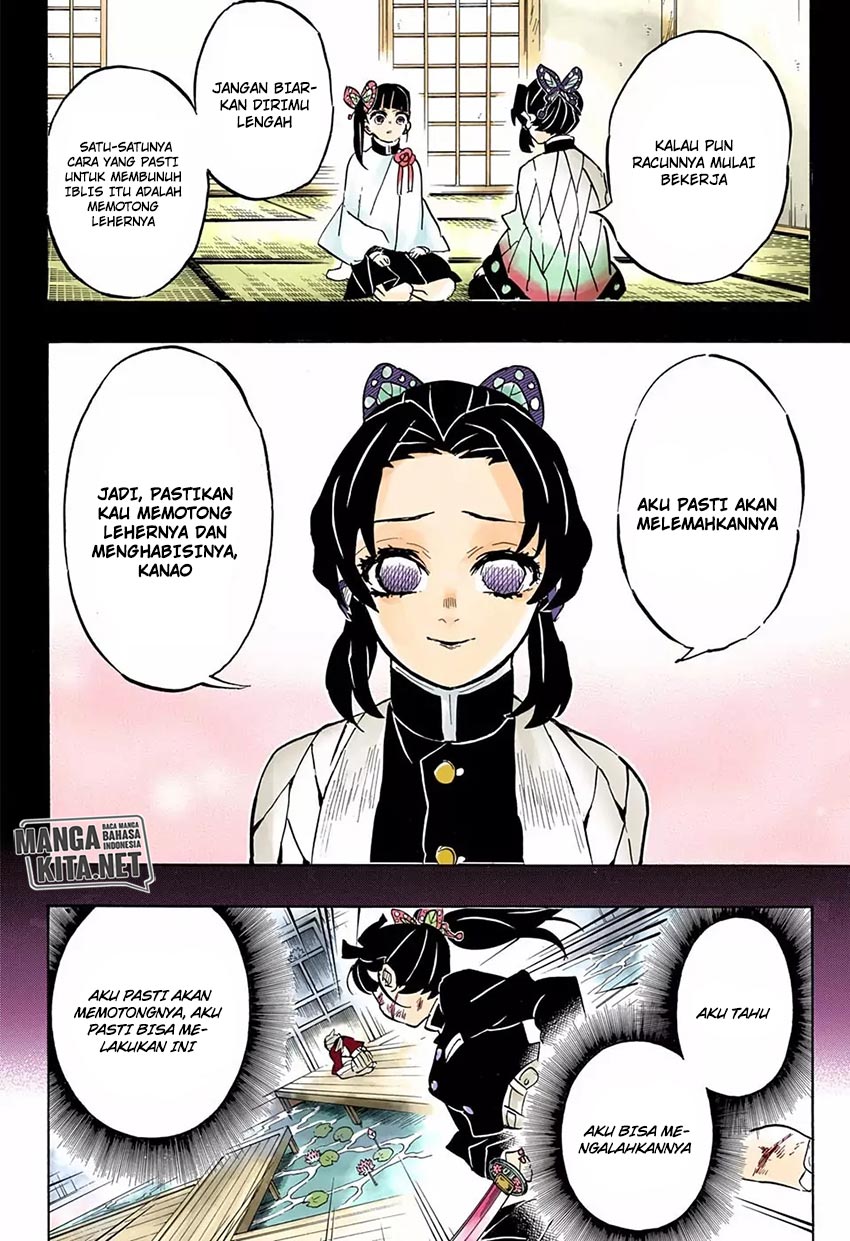 KALAU PUN
RACUNNYA MULAI
BEKERJA
JANGAN BIAR-
KAN DIRIMU
LENGAH
SATU-SATUNYA
CARA YANG PASTI
UNTUK MEMBUNUH
IBLIS ITU ADALAH
MEMOTONG
LEHERNYA
AKU PASTI AKAN
MELEMAHKANNYA
JADI, PASTIKAN
KAU MEMOTONG
LEHERNYA DAN
MENGHABISINYA,
KANAO
MANGA
KITA.NET
BACA MANGA
BAHASA
INDONESIA
AKU TAHU
AKU BISA ME-
NGALAHKANNYA
AKU PASTI AKAN
MEMOTONGNYA, AKU
PASTI BISA ME-
LAKUKAN INI